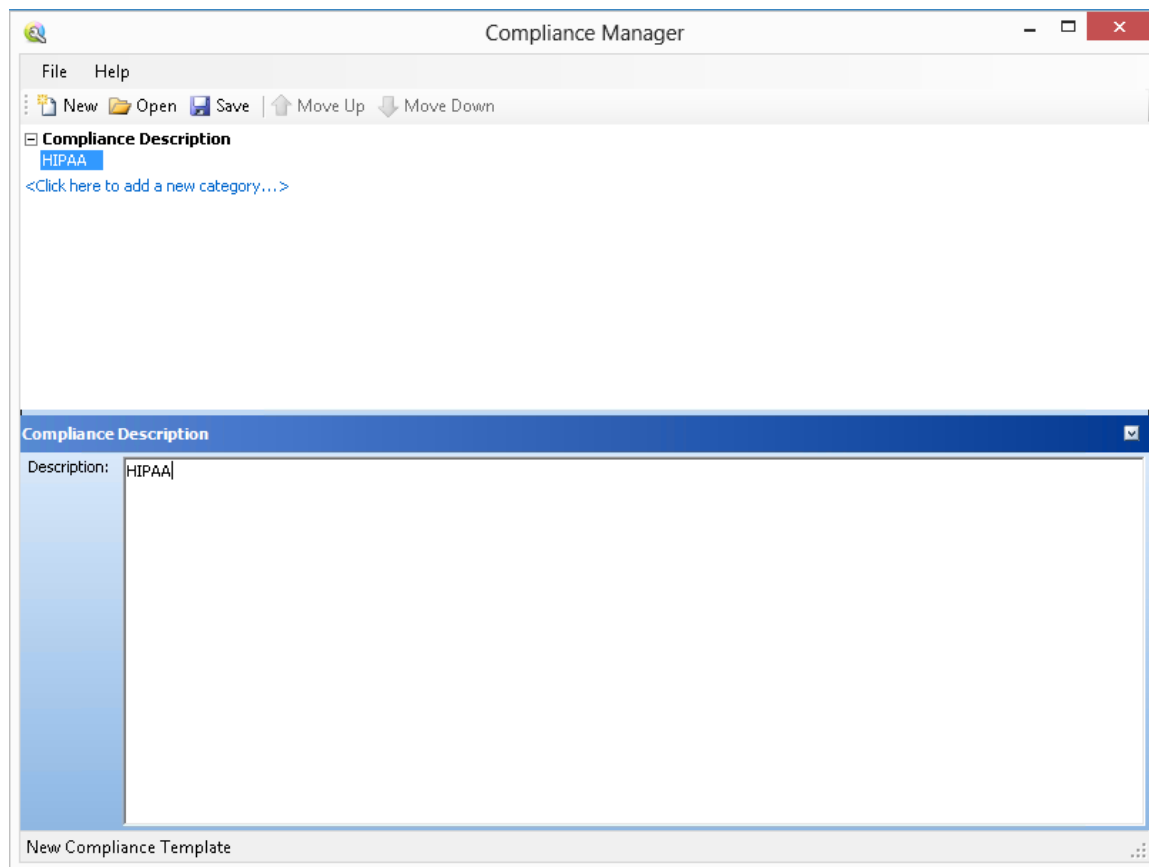 Compliance Manager
File Help
New Open Save Move Up Move Down
Compliance Description
HIPAA
<Click here to add a new category...>
Compliance Description
Description: HIPAA
New Compliance Template